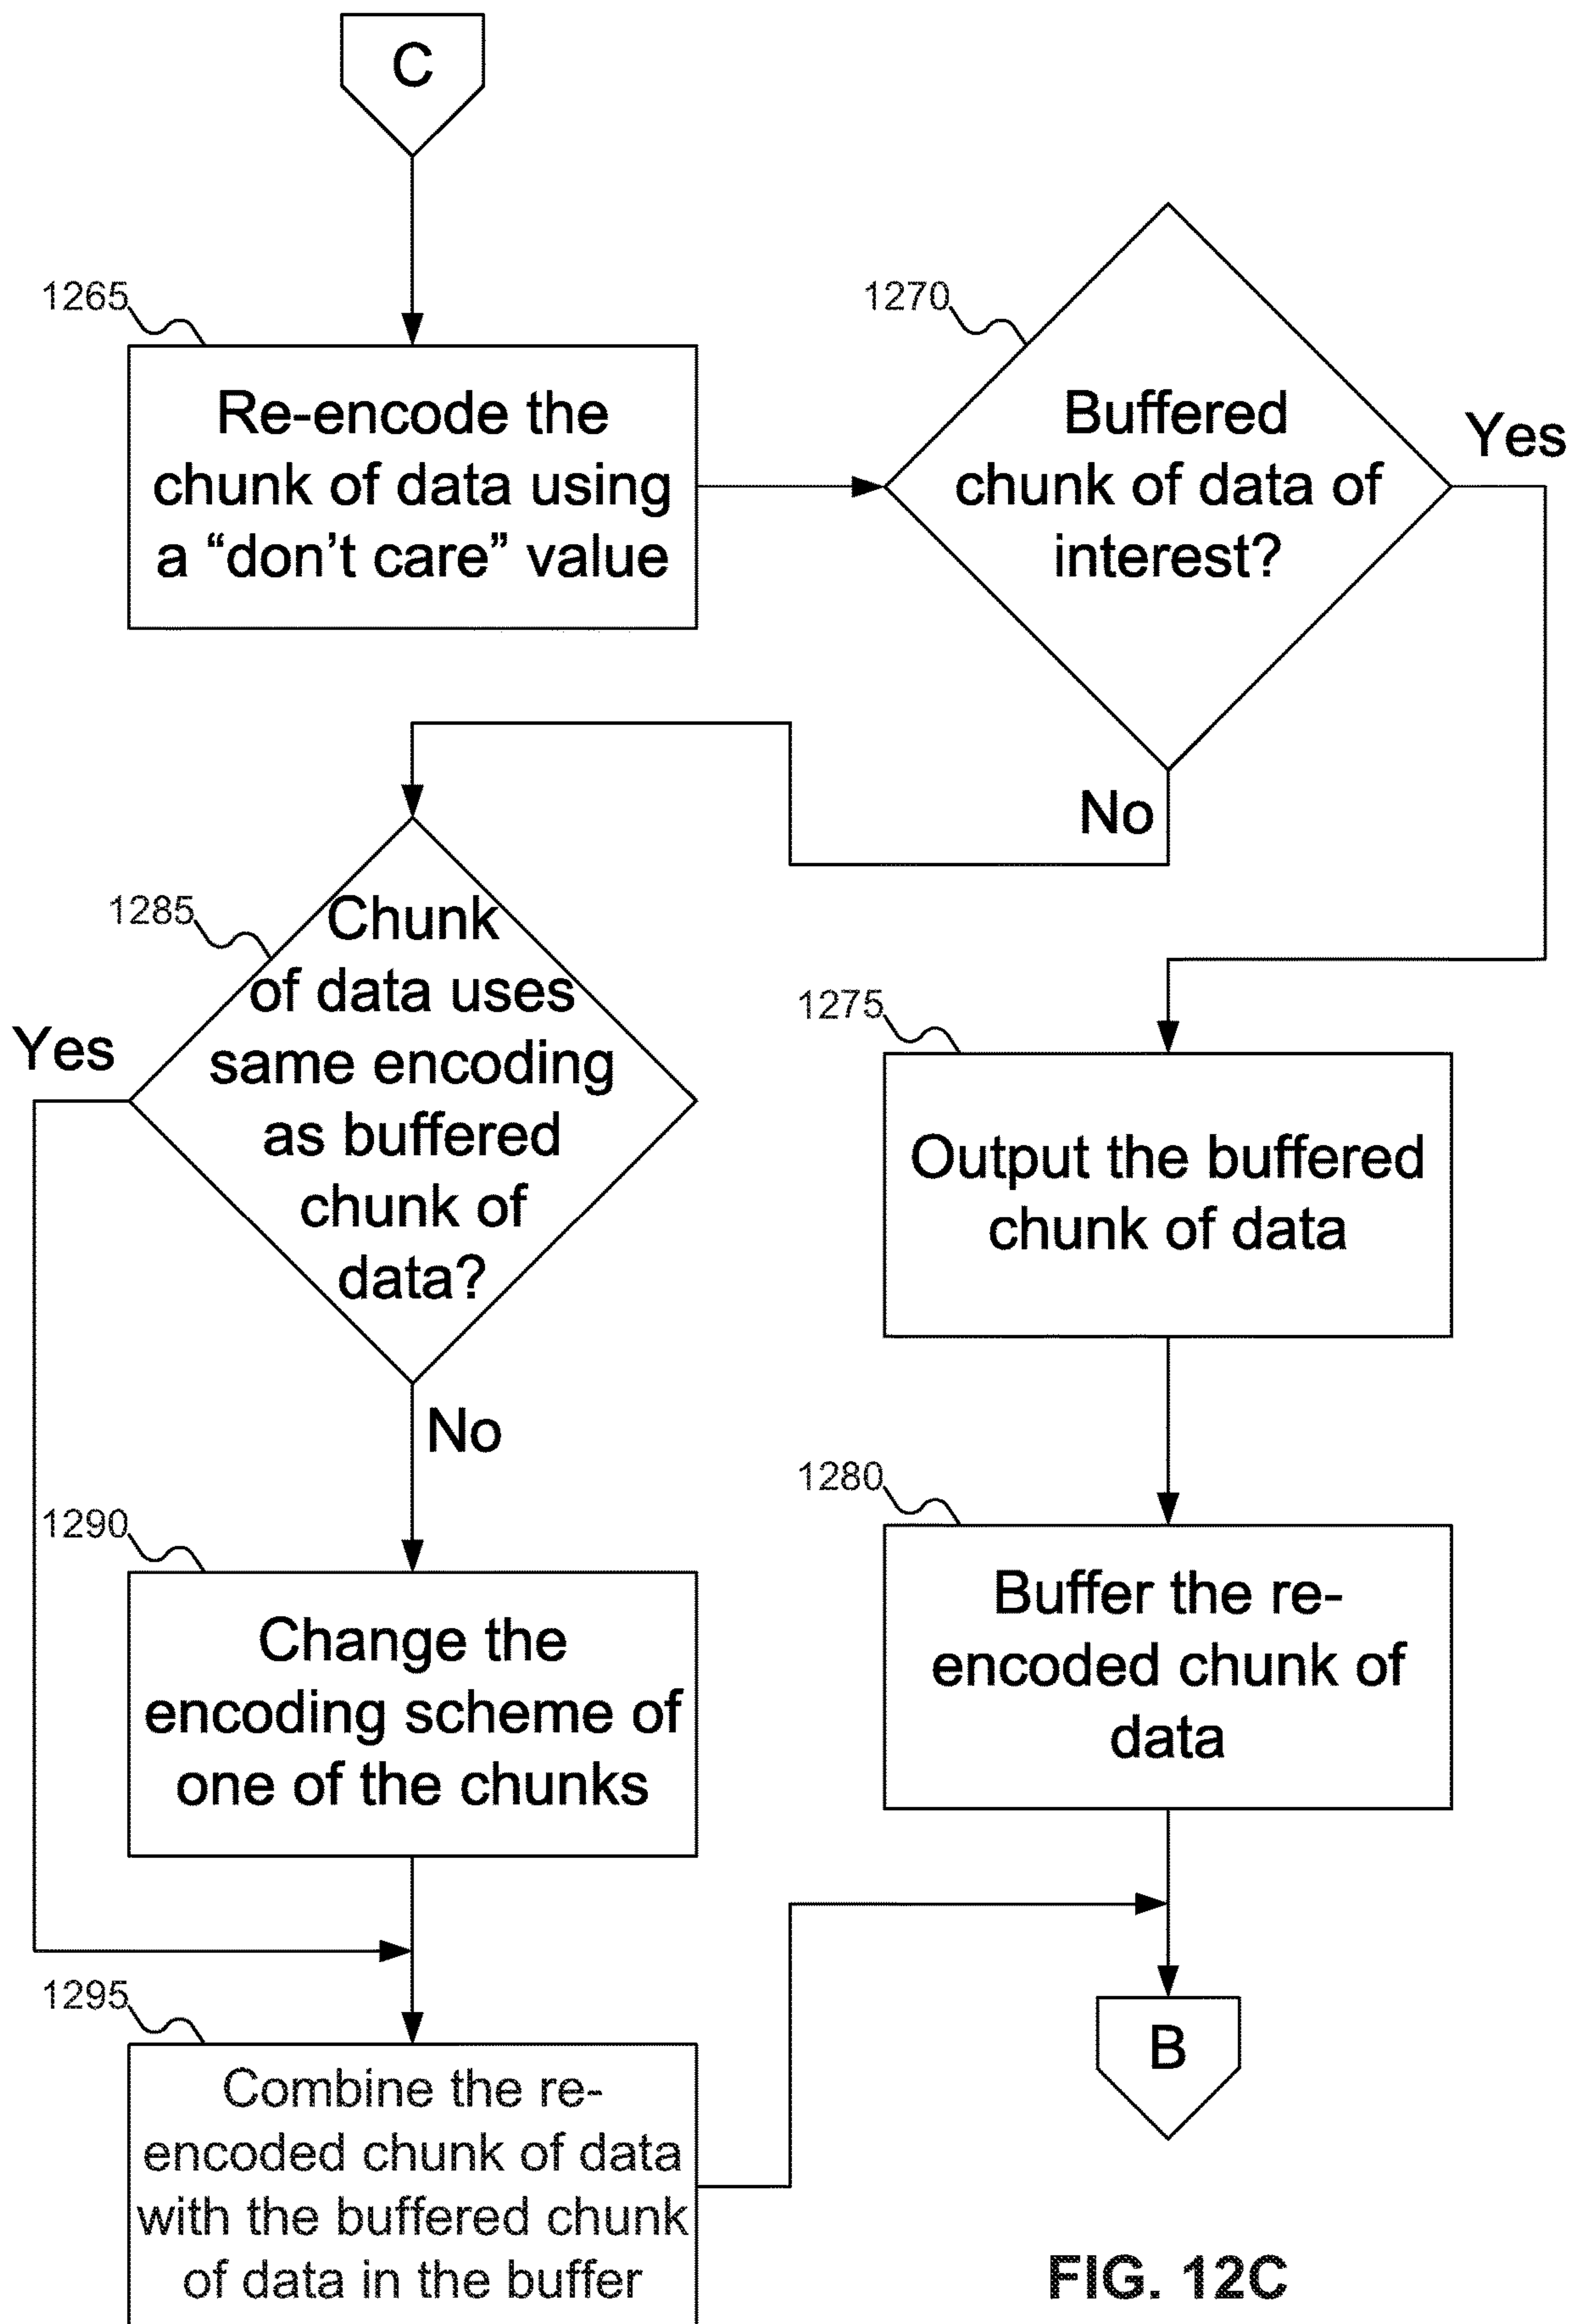 C
1265
Re-encode the
chunk of data using
a “don’t care” value
1270
Buffered
chunk of data of
interest?
Yes
No
1285
Chunk
of data uses
same encoding
as buffered
chunk of
data?
Yes
No
1275
Output the buffered
chunk of data
1280
Buffer the re-
encoded chunk of
data
1290
Change the
encoding scheme of
one of the chunks
1295
Combine the re-
encoded chunk of data
with the buffered chunk
of data in the buffer
B
FIG. 12C